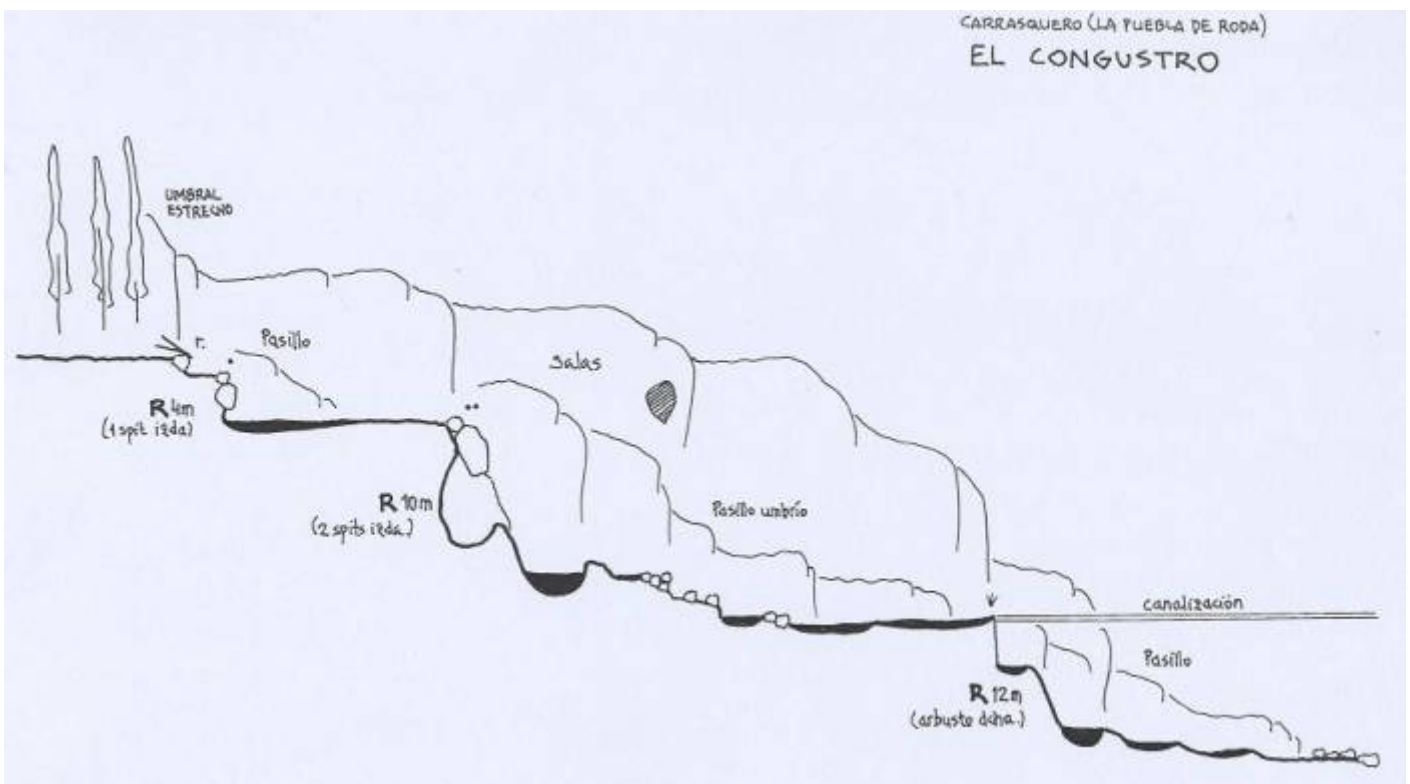 CARRASQUERO (LA PUEBLA DE RODA)
EL CONGUSTRO
UMBRAL
ESTRECHO
r.
Pasillo
R 4m
(1 spit izda)
Salas
R 10m
(2 spits izda.)
Pasillo umbrío
canalización
Pasillo
R 12m
(arbusto dcha.)